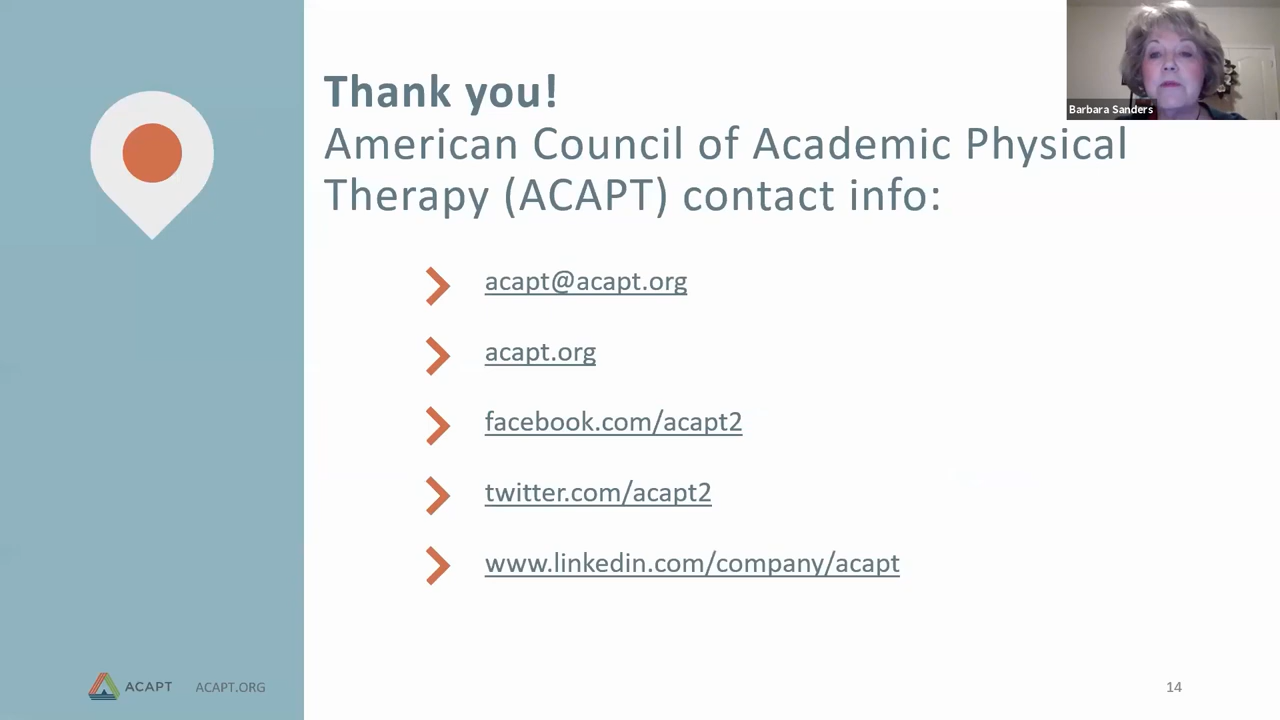 Thank you!
American Council of Academic Physical
Therapy (ACAPT) contact info:
Barbara Sanders
acapt@acapt.org
acapt.org
facebook.com/acapt2
twitter.com/acapt2
www.linkedin.com/company/acapt
ACAPT ACAPT.ORG
14